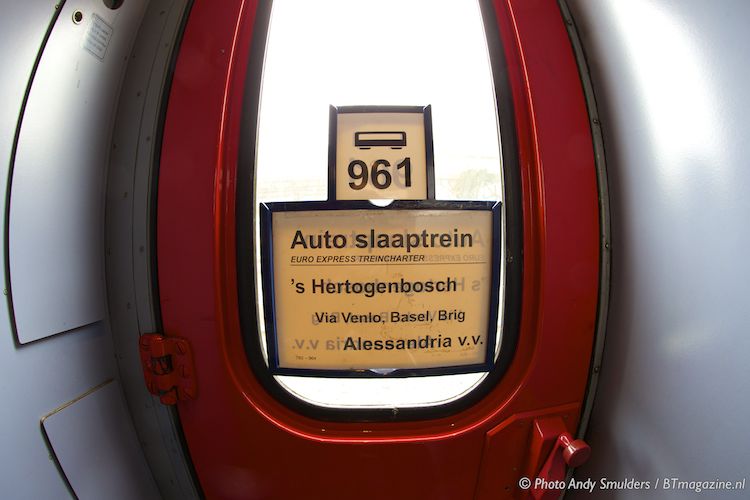 961
Auto slaaptrein
EURO EXPRESS TREINCHARTER
's Hertogenbosch
Via Venlo, Basel, Brig
Alessandria v.v.
© Photo Andy Smulders / BTmagazine.nl